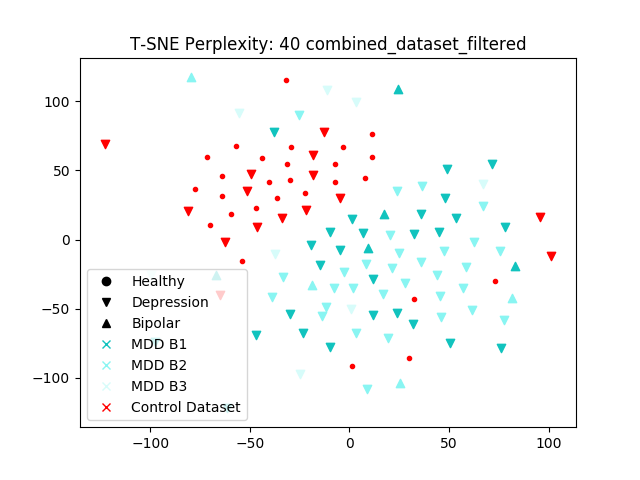 T-SNE Perplexity: 40 combined_dataset_filtered
100
50
0
−50
−100
Healthy
Depression
Bipolar
MDD B1
MDD B2
MDD B3
Control Dataset
−100 −50 0 50 100